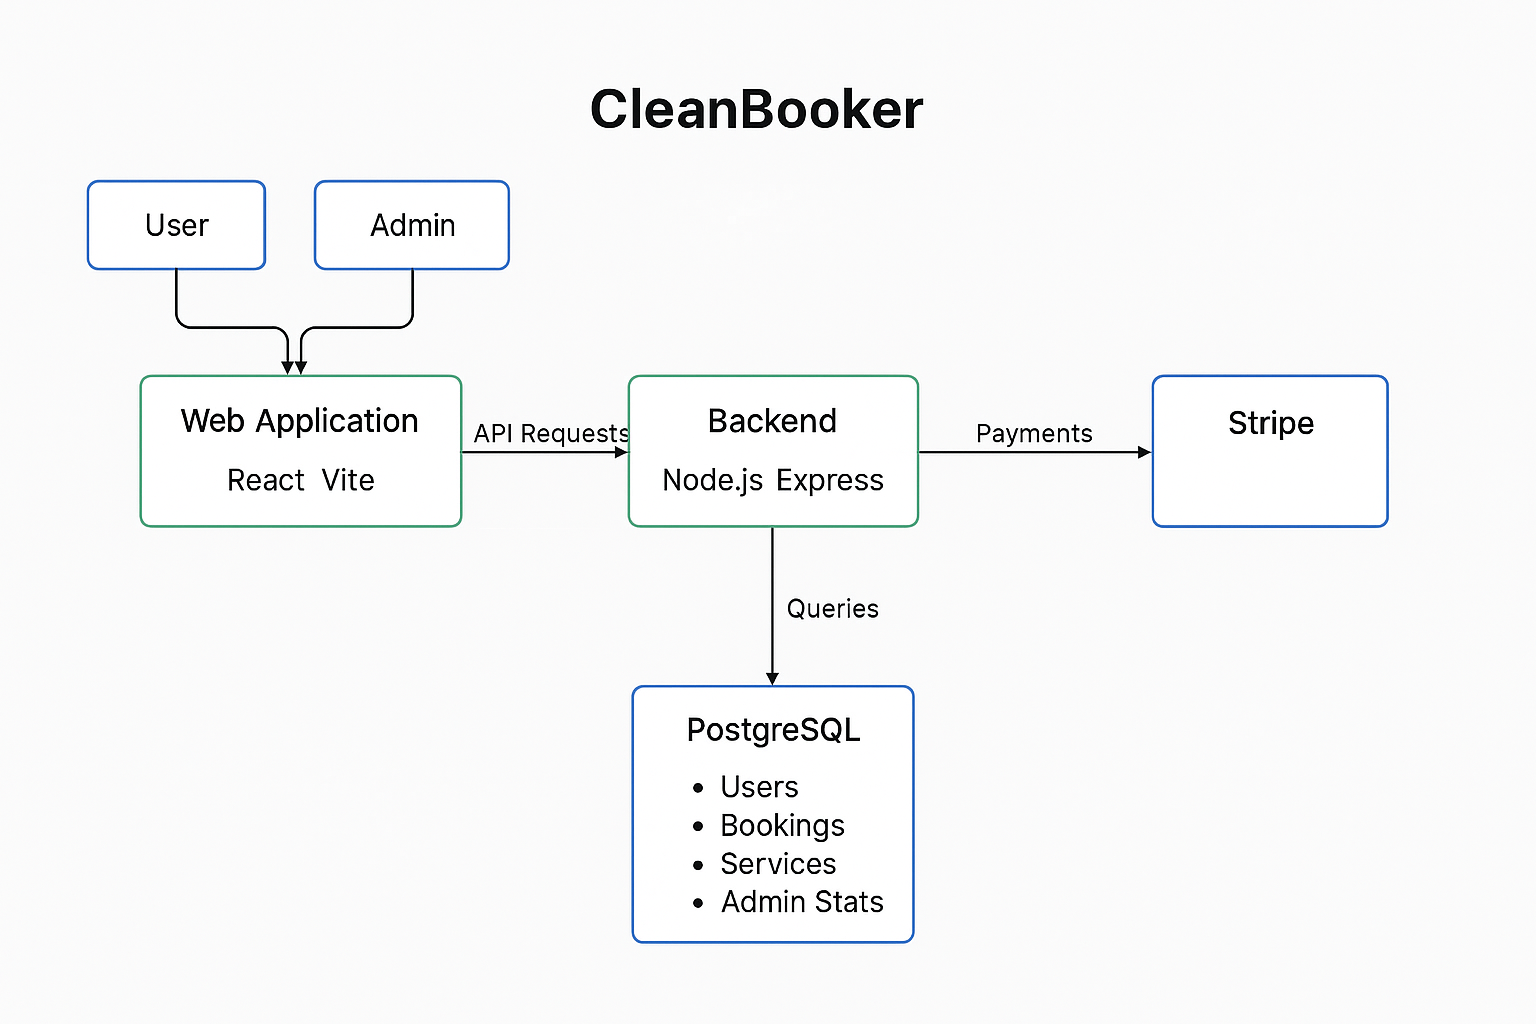 CleanBooker
User
Admin
Web Application
React Vite
API Requests
Backend
Node.js Express
Payments
Stripe
Queries
PostgreSQL
• Users
• Bookings
• Services
• Admin Stats